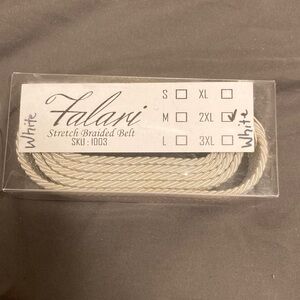 Falari
Stretch Braided Belt
SKU : 1003
S ☐ XL ☐
M ☐ 2XL ☑
L ☐ 3XL ☐
White
White